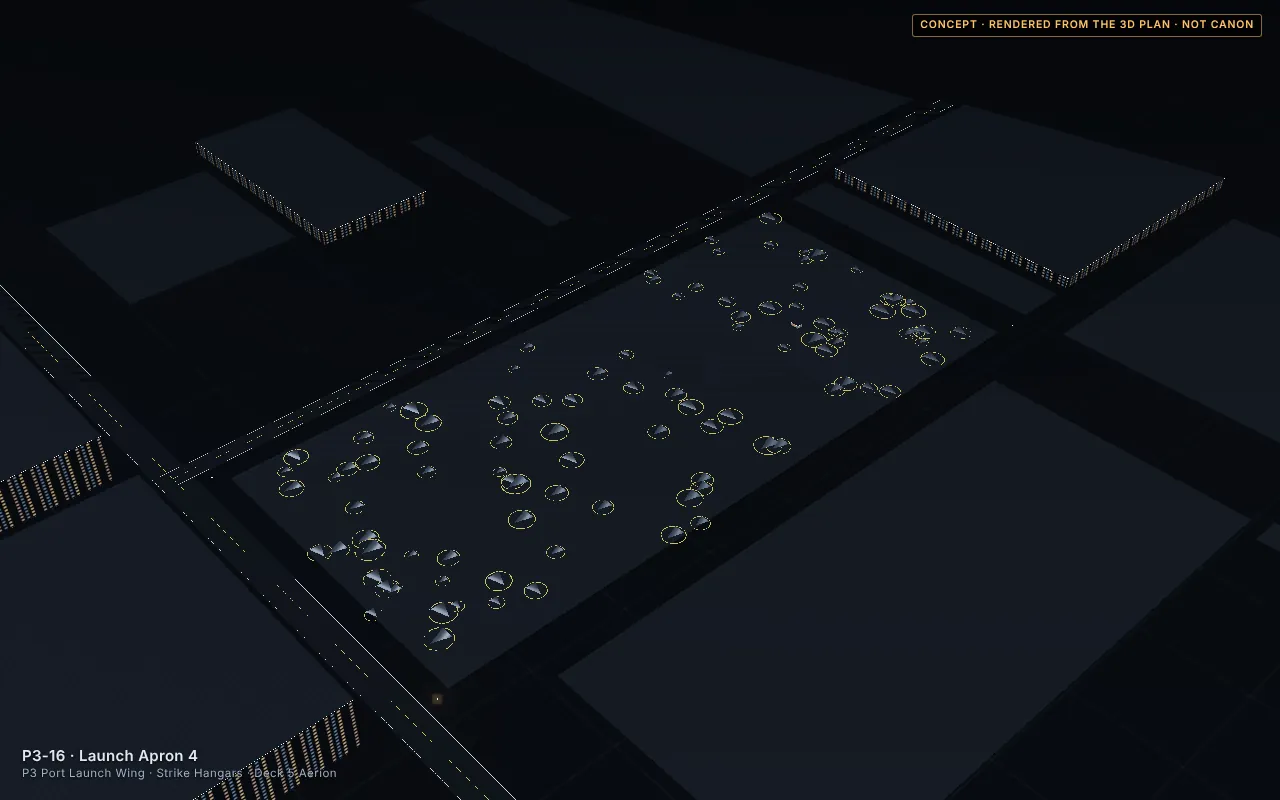 CONCEPT · RENDERED FROM THE 3D PLAN · NOT CANON
P3-16 · Launch Apron 4
P3 Port Launch Wing · Strike Hangars · Deck 5 Aerion